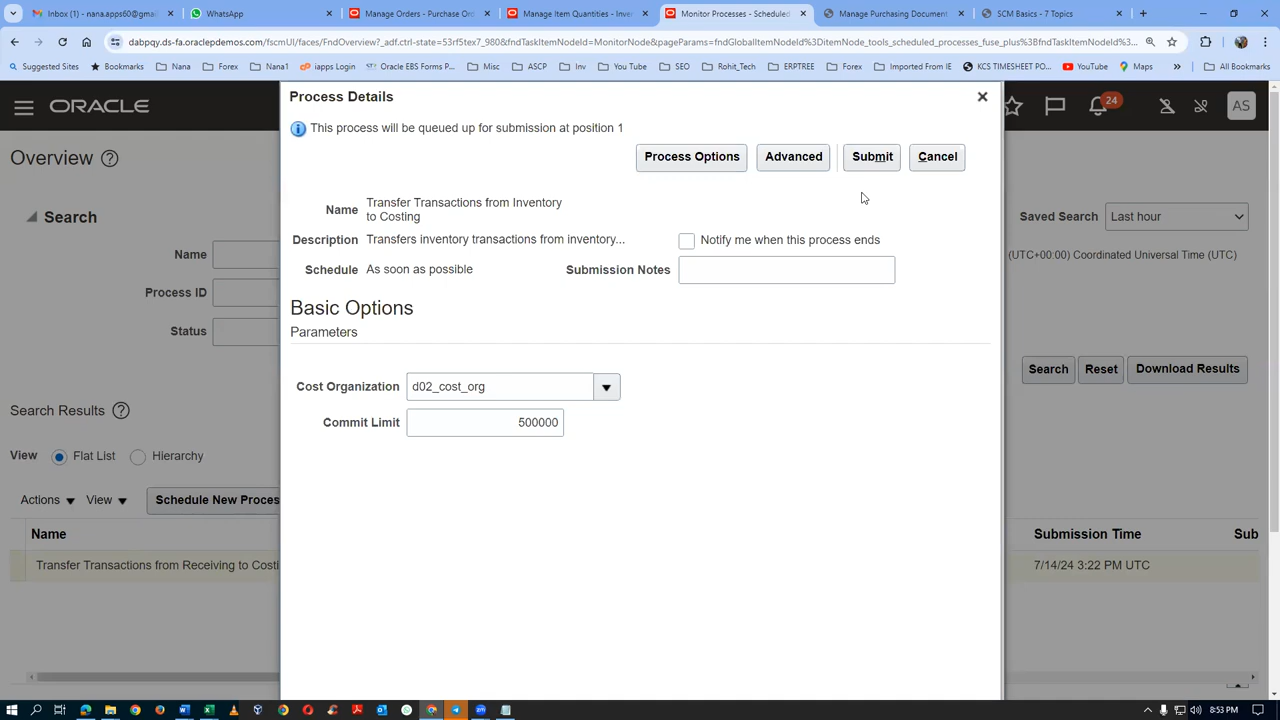 Inbox (91) - nana.apps60@gmail
WhatsApp
Manage Orders - Purchase Ord
Manage Item Quantities - Inver
Monitor Processes - Scheduled
Manage Purchasing Document
SCM Basics - 7 Topics
dabpqy.ds-fa.oraclepdemos.com/fscmUI/faces/FndOverview?_adf.ctrl-state=53rf5tex7_980&fndTaskItemNodeId=MonitorNode&pageParams=fndGlobalItemNodeId%3DitemNode_tools_scheduled_processes_fuse_plus%3BfndTaskItemNodeId%3...
Suggested Sites
Bookmarks
Nana
Forex
Nana1
iapps Login
Oracle EBS Forms P...
Misc
ASCP
Inv
You Tube
SEO
Rohit_Tech
ERPTREE
Forex
Imported From IE
KCS TIMESHEET PO...
YouTube
Maps
»
All Bookmarks
ORACLE
Process Details
24
AS
Overview
This process will be queued up for submission at position 1
Process Options
Advanced
Submit
Cancel
Search
Name
Transfer Transactions from Inventory
to Costing
Saved Search
Last hour
Name
Description
Transfers inventory transactions from inventory...
Notify me when this process ends
(UTC+00:00) Coordinated Universal Time (UTC)
Schedule
As soon as possible
Submission Notes
Process ID
Basic Options
Parameters
Status
Search
Reset
Download Results
Cost Organization
d02_cost_org
Commit Limit
500000
Search Results
View
Flat List
Hierarchy
Actions
View
Schedule New Proces
Name
Submission Time
Sub
Transfer Transactions from Receiving to Costi
7/14/24 3:22 PM UTC
8:53 PM